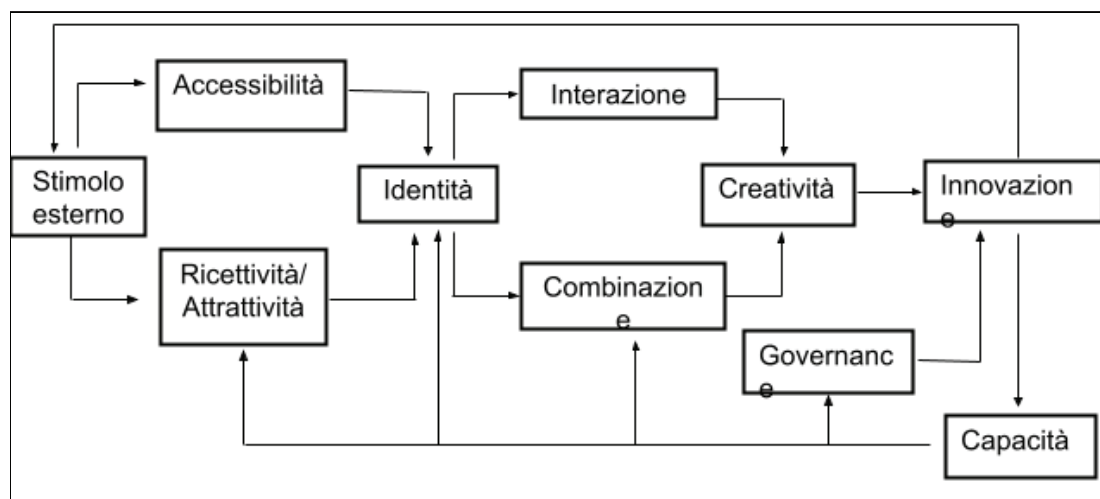 Accessibilità
Interazione
Stimolo
esterno
Identità
Creatività
Innovazion
e
Ricettività/
Attrattività
Combinazion
e
Governanc
e
Capacità